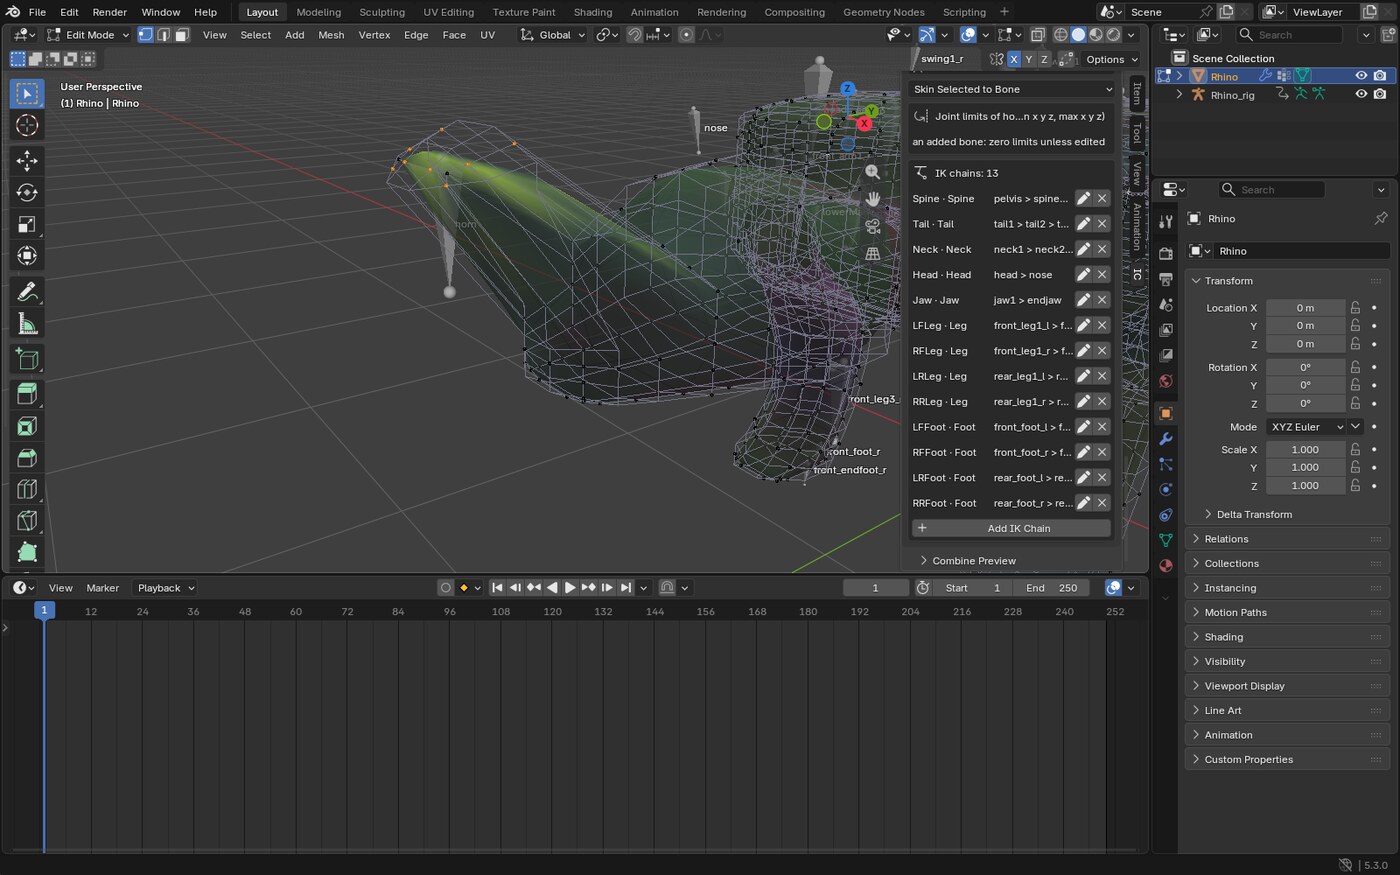 File Edit Render Window Help Layout Modeling Sculpting UV Editing Texture Paint Shading Animation Rendering Compositing Geometry Nodes Scripting + Scene ViewLayer
Edit Mode View Select Add Mesh Vertex Edge Face UV Global
swing1_r X Y Z Options
User Perspective
(1) Rhino | Rhino
nose
horn
front_foot_r
front_endfoot_r
Z
Y
X
Skin Selected to Bone
Joint limits of ho...n x y z, max x y z)
an added bone: zero limits unless edited
IK chains: 13
Spine · Spine pelvis > spine...
Tail · Tail tail1 > tail2 > t...
Neck · Neck neck1 > neck2...
Head · Head head > nose
Jaw · Jaw jaw1 > endjaw
LFLeg · Leg front_leg1_l > f...
RFLeg · Leg front_leg1_r > f...
LRLeg · Leg rear_leg1_l > r...
RRLeg · Leg rear_leg1_r > r...
LFFoot · Foot front_foot_l > f...
RFFoot · Foot front_foot_r > f...
LRFoot · Foot rear_foot_l > re...
RRFoot · Foot rear_foot_r > re...
Add IK Chain
Combine Preview
Item
Tool
View
Animation
IC
Search
Scene Collection
Rhino
Rhino_rig
Search
Rhino
Rhino
Transform
Location X 0 m
Y 0 m
Z 0 m
Rotation X 0°
Y 0°
Z 0°
Mode XYZ Euler
Scale X 1.000
Y 1.000
Z 1.000
Delta Transform
Relations
Collections
Instancing
Motion Paths
Shading
Visibility
Viewport Display
Line Art
Animation
Custom Properties
View Marker Playback 1 Start 1 End 250
1 12 24 36 48 60 72 84 96 108 120 132 144 156 168 180 192 204 216 228 240 252
5.3.0